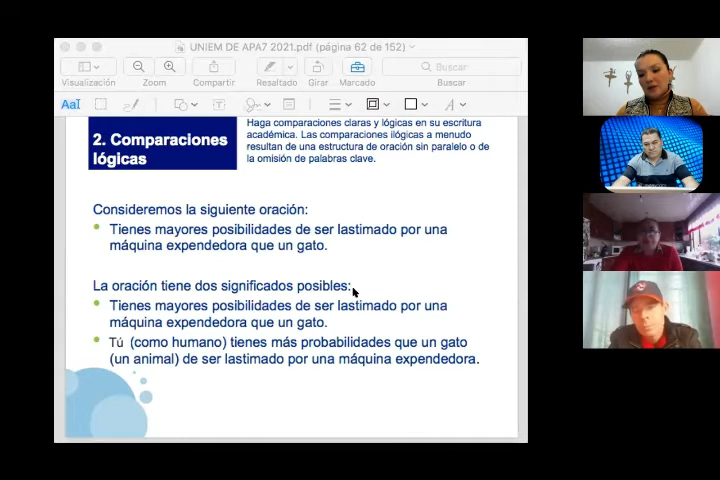 UNIEM DE APA7 2021.pdf (página 62 de 152)
Visualización
Zoom
Compartir
Resaltado
Girar
Marcado
Buscar
Buscar
AaI
2. Comparaciones lógicas
Haga comparaciones claras y lógicas en su escritura
académica. Las comparaciones ilógicas a menudo
resultan de una estructura de oración sin paralelo o de
la omisión de palabras clave.
Consideremos la siguiente oración:
Tienes mayores posibilidades de ser lastimado por una
máquina expendedora que un gato.
La oración tiene dos significados posibles:
Tienes mayores posibilidades de ser lastimado por una
máquina expendedora que un gato.
Tú (como humano) tienes más probabilidades que un gato
(un animal) de ser lastimado por una máquina expendedora.